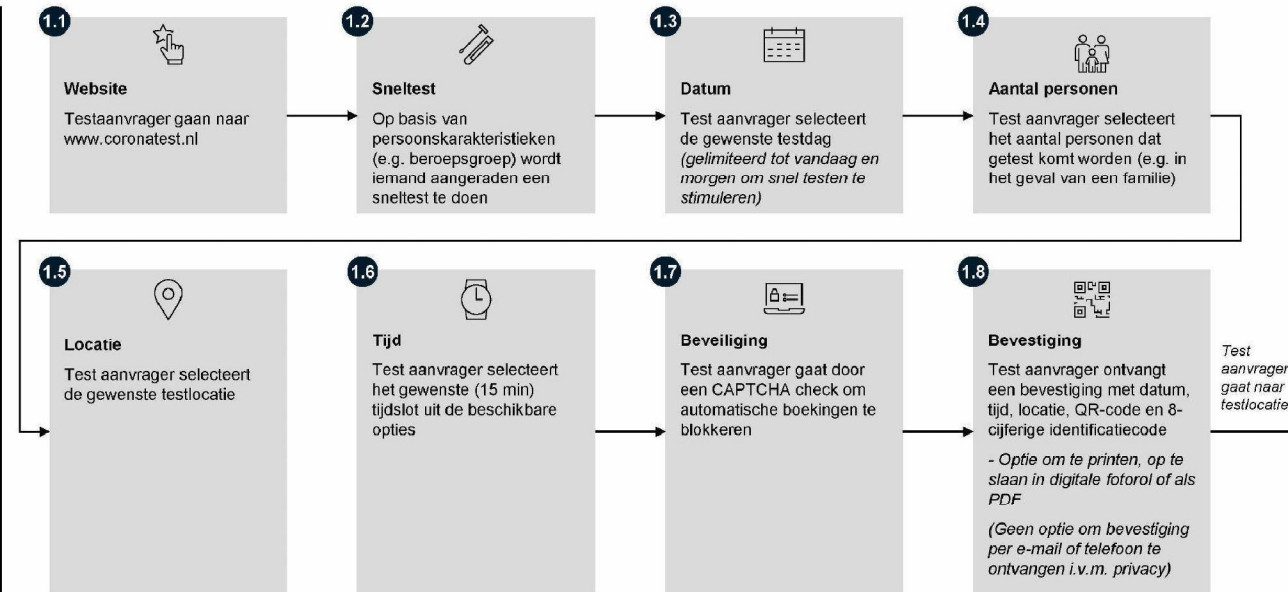 1.1
Website
Testaanvrager gaan naar
www.coronatest.nl
1.2
Sneltest
Op basis van
persoonskarakteristieken
(e.g. beroepsgroep) wordt
iemand aangeraden een
sneltest te doen
1.3
Datum
Test aanvrager selecteert
de gewenste testdag
(gelimiteerd tot vandaag en
morgen om snel testen te
stimuleren)
1.4
Aantal personen
Test aanvrager selecteert
het aantal personen dat
getest komt worden (e.g. in
het geval van een familie)
1.5
Locatie
Test aanvrager selecteert
de gewenste testlocatie
1.6
Tijd
Test aanvrager selecteert
het gewenste (15 min)
tijdslot uit de beschikbare
opties
1.7
Beveiliging
Test aanvrager gaat door
een CAPTCHA check om
automatische boekingen te
blokkeren
1.8
Bevestiging
Test aanvrager ontvangt
een bevestiging met datum,
tijd, locatie, QR-code en 8-
cijferige identificatiecode
- Optie om te printen, op te
slaan in digitale fotorol of als
PDF
(Geen optie om bevestiging
per e-mail of telefoon te
ontvangen i.v.m. privacy)
Test
aanvrager
gaat naar
testlocatie